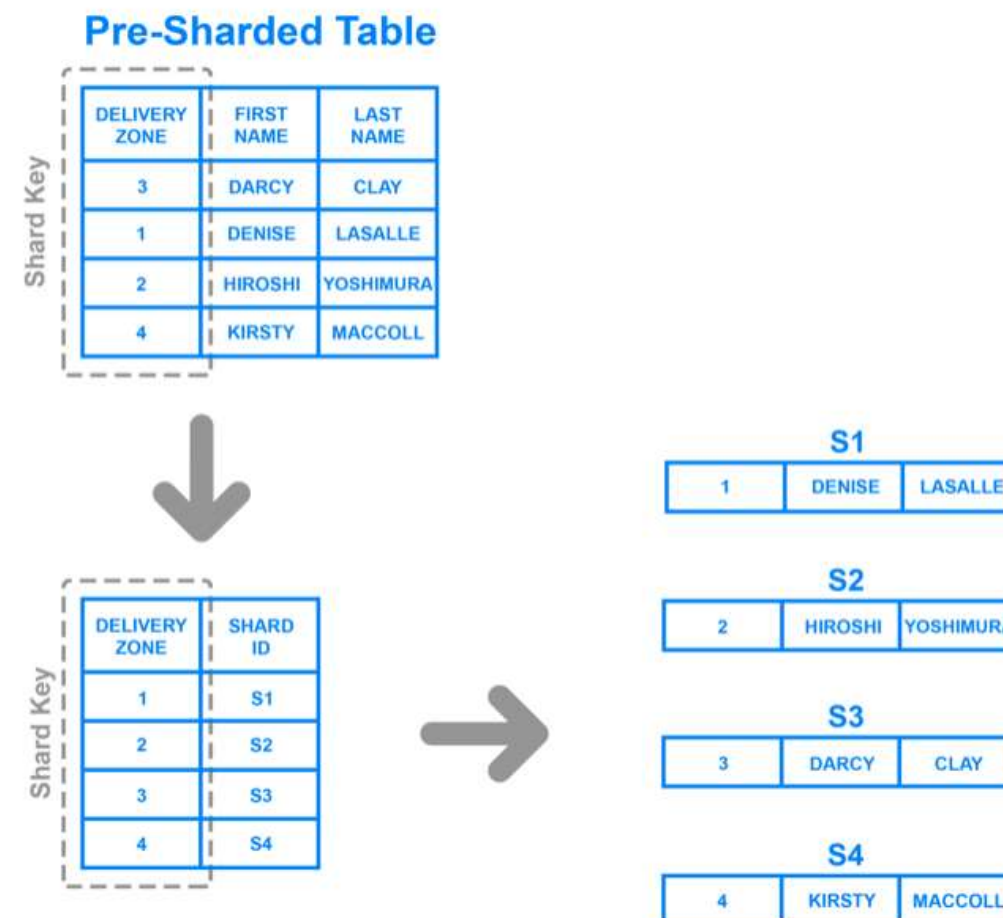 Pre-Sharded Table
Shard Key
DELIVERY ZONE FIRST NAME LAST NAME
3 DARCY CLAY
1 DENISE LASALLE
2 HIROSHI YOSHIMURA
4 KIRSTY MACCOLL
Shard Key
DELIVERY ZONE SHARD ID
1 S1
2 S2
3 S3
4 S4
S1
1 DENISE LASALLE
S2
2 HIROSHI YOSHIMURA
S3
3 DARCY CLAY
S4
4 KIRSTY MACCOLL